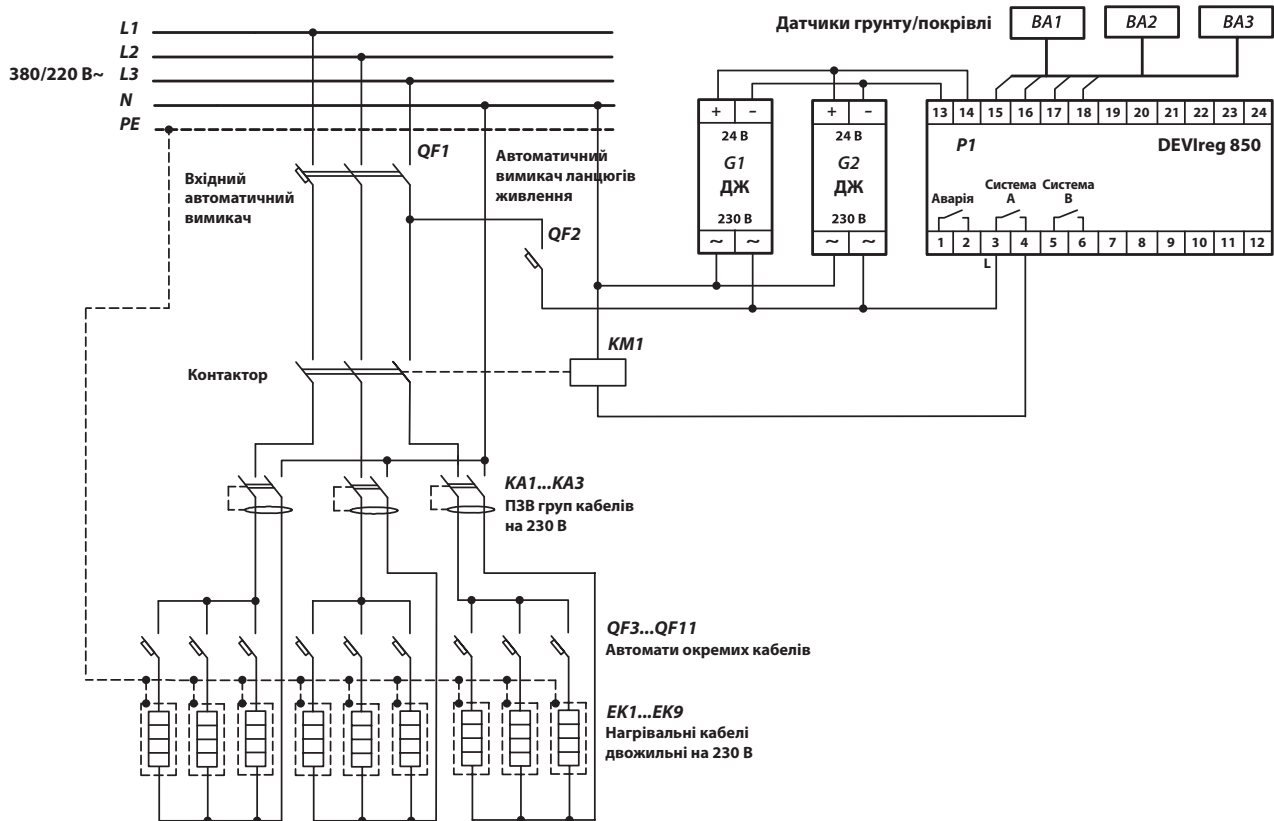 L1
L2
380/220 В~
L3
N
PE
QF1
Вхідний
автоматичний
вимикач
Автоматичний
вимикач ланцюгів
живлення
QF2
Контактор
KM1
KA1...KA3
ПЗВ груп кабелів
на 230 В
QF3...QF11
Автомати окремих кабелів
EK1...EK9
Нагрівальні кабелі
двожильні на 230 В
Датчики грунту/покрівлі
BA1 BA2 BA3
+ –
24 В
G1
ДЖ
230 В
~ ~
+ –
24 В
G2
ДЖ
230 В
~ ~
13 14 15 16 17 18 19 20 21 22 23 24
P1 DEVIreg 850
Аварія
Система
А
Система
В
1 2 3 4 5 6 7 8 9 10 11 12
L